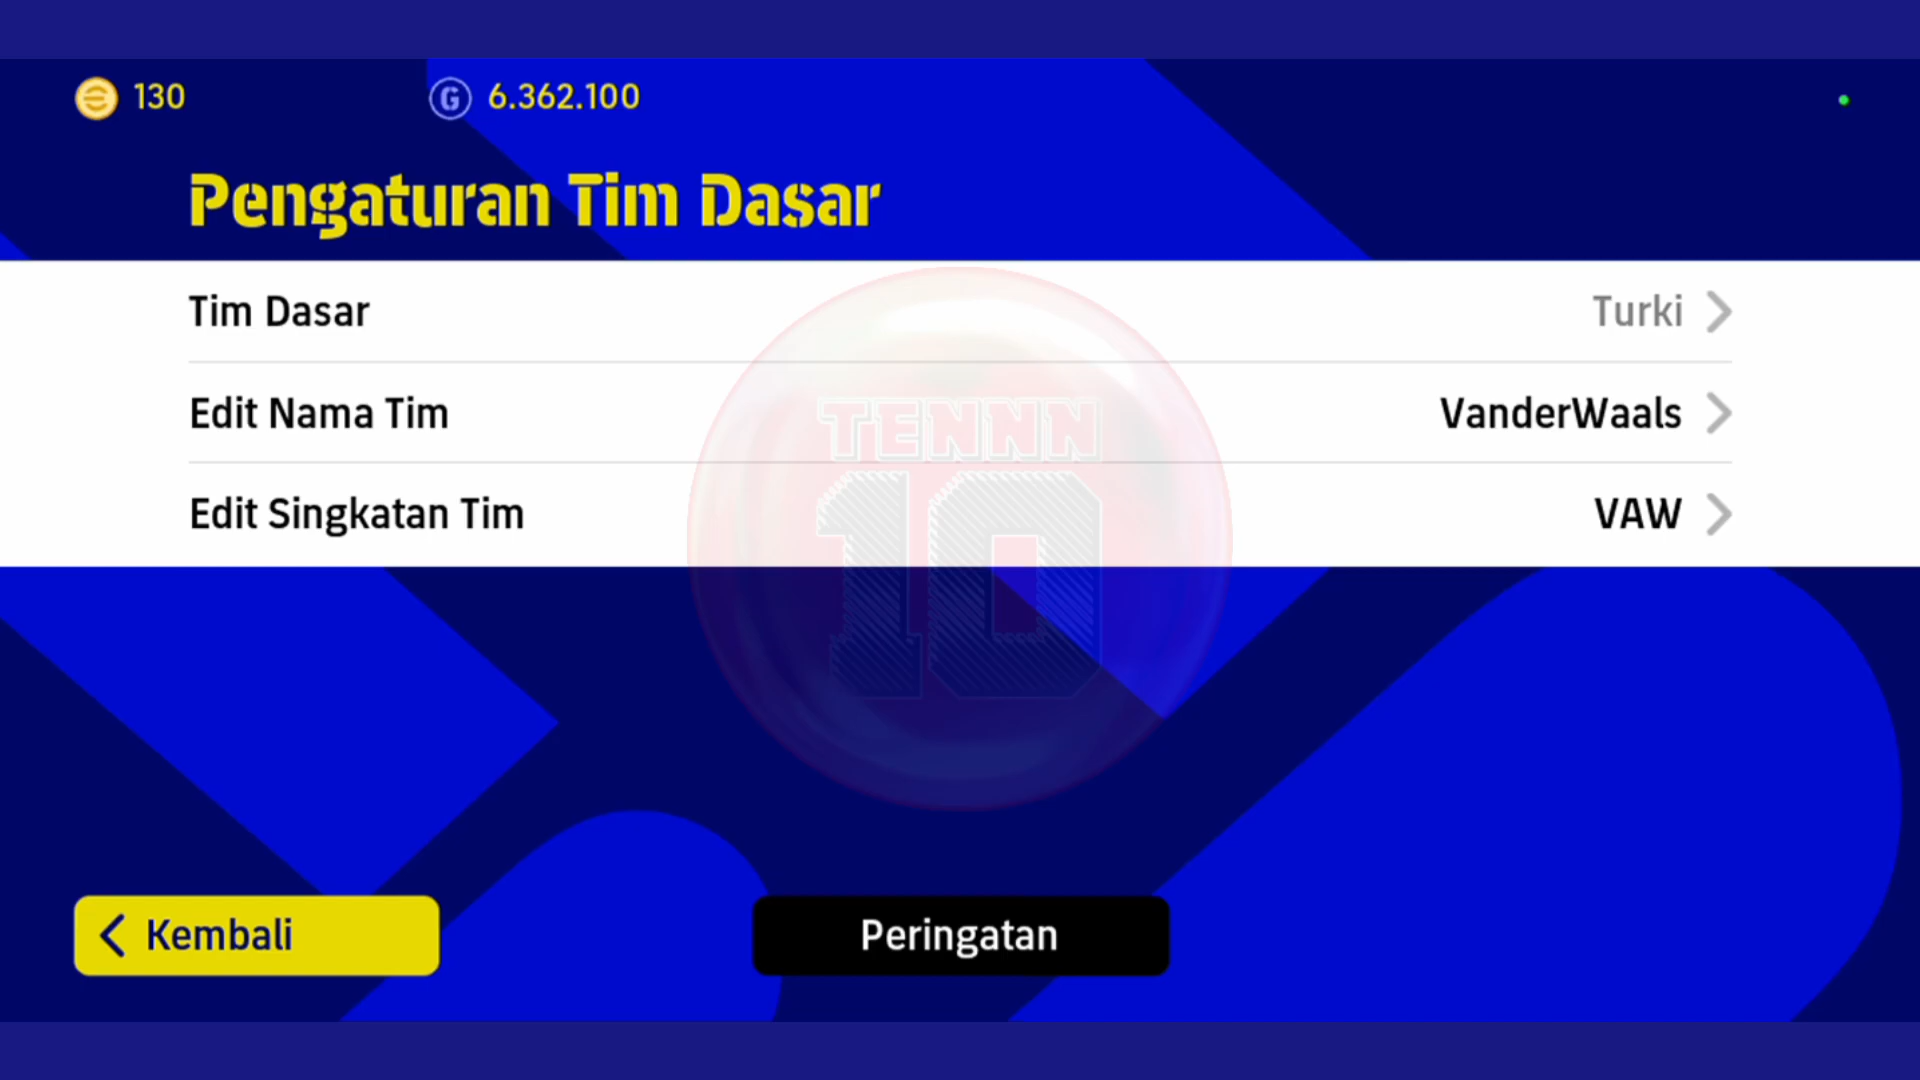 130
G 6.362.100
Pengaturan Tim Dasar
Tim Dasar Turki
Edit Nama Tim VanderWaals
Edit Singkatan Tim VAW
TENNN
10
Kembali
Peringatan